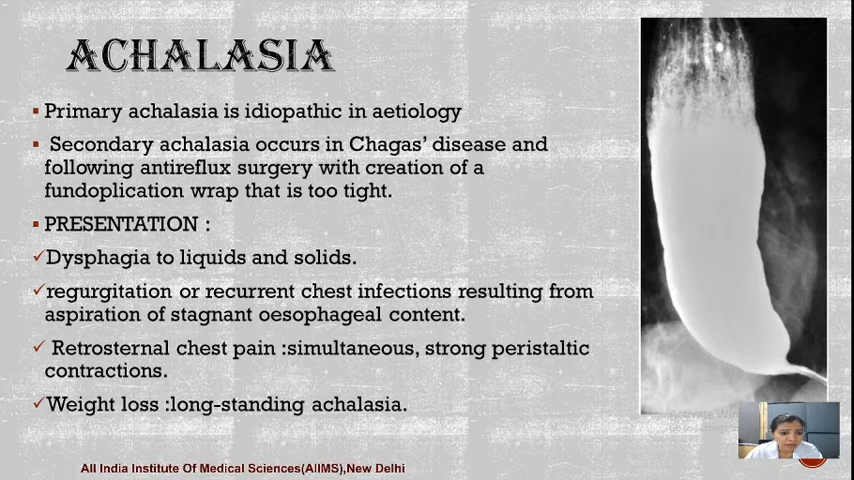 ACHALASIA
Primary achalasia is idiopathic in aetiology
Secondary achalasia occurs in Chagas' disease and
following antireflux surgery with creation of a
fundoplication wrap that is too tight.
PRESENTATION :
Dysphagia to liquids and solids.
regurgitation or recurrent chest infections resulting from
aspiration of stagnant oesophageal content.
Retrosternal chest pain :simultaneous, strong peristaltic
contractions.
Weight loss :long-standing achalasia.
Activate
All India Institute Of Medical Sciences(AIIMS),New Delhi